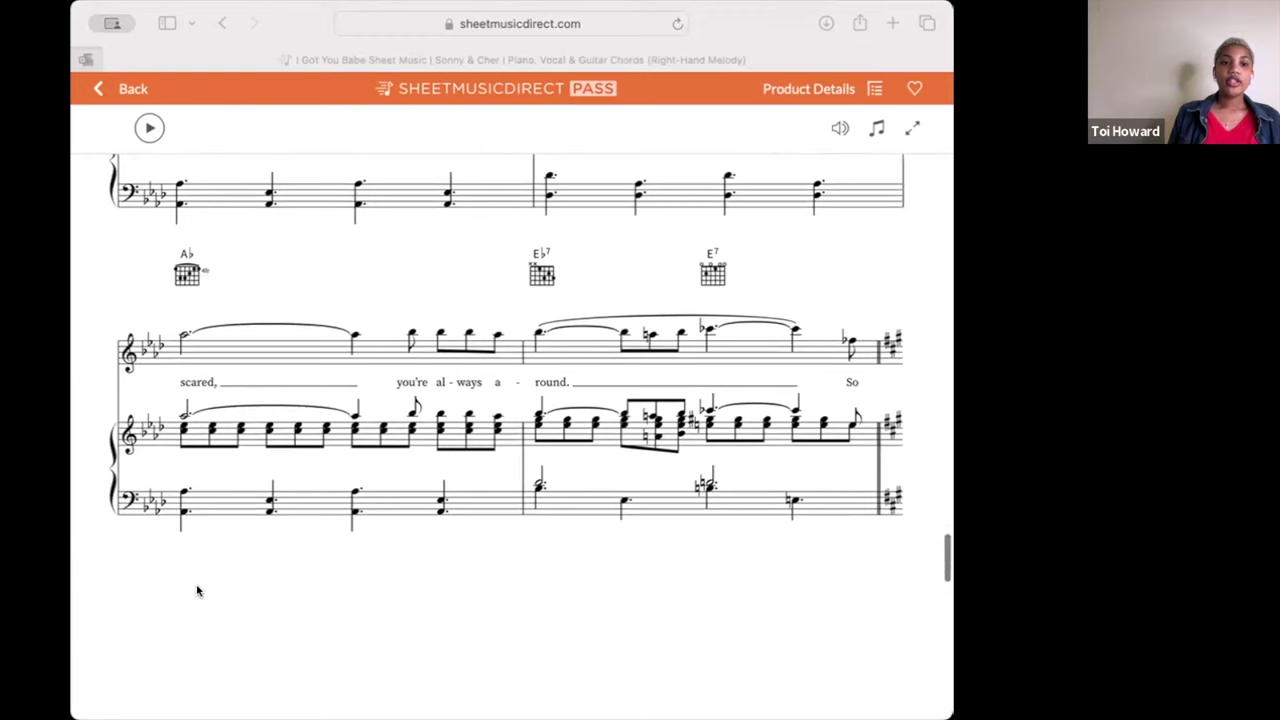 sheetmusicdirect.com
I Got You Babe Sheet Music | Sonny & Cher | Piano, Vocal & Guitar Chords (Right-Hand Melody)
Back
SHEETMUSICDIRECT PASS
Product Details
Toi Howard
A♭
E♭7
E7
4fr
scared, you're al - ways a - round. So